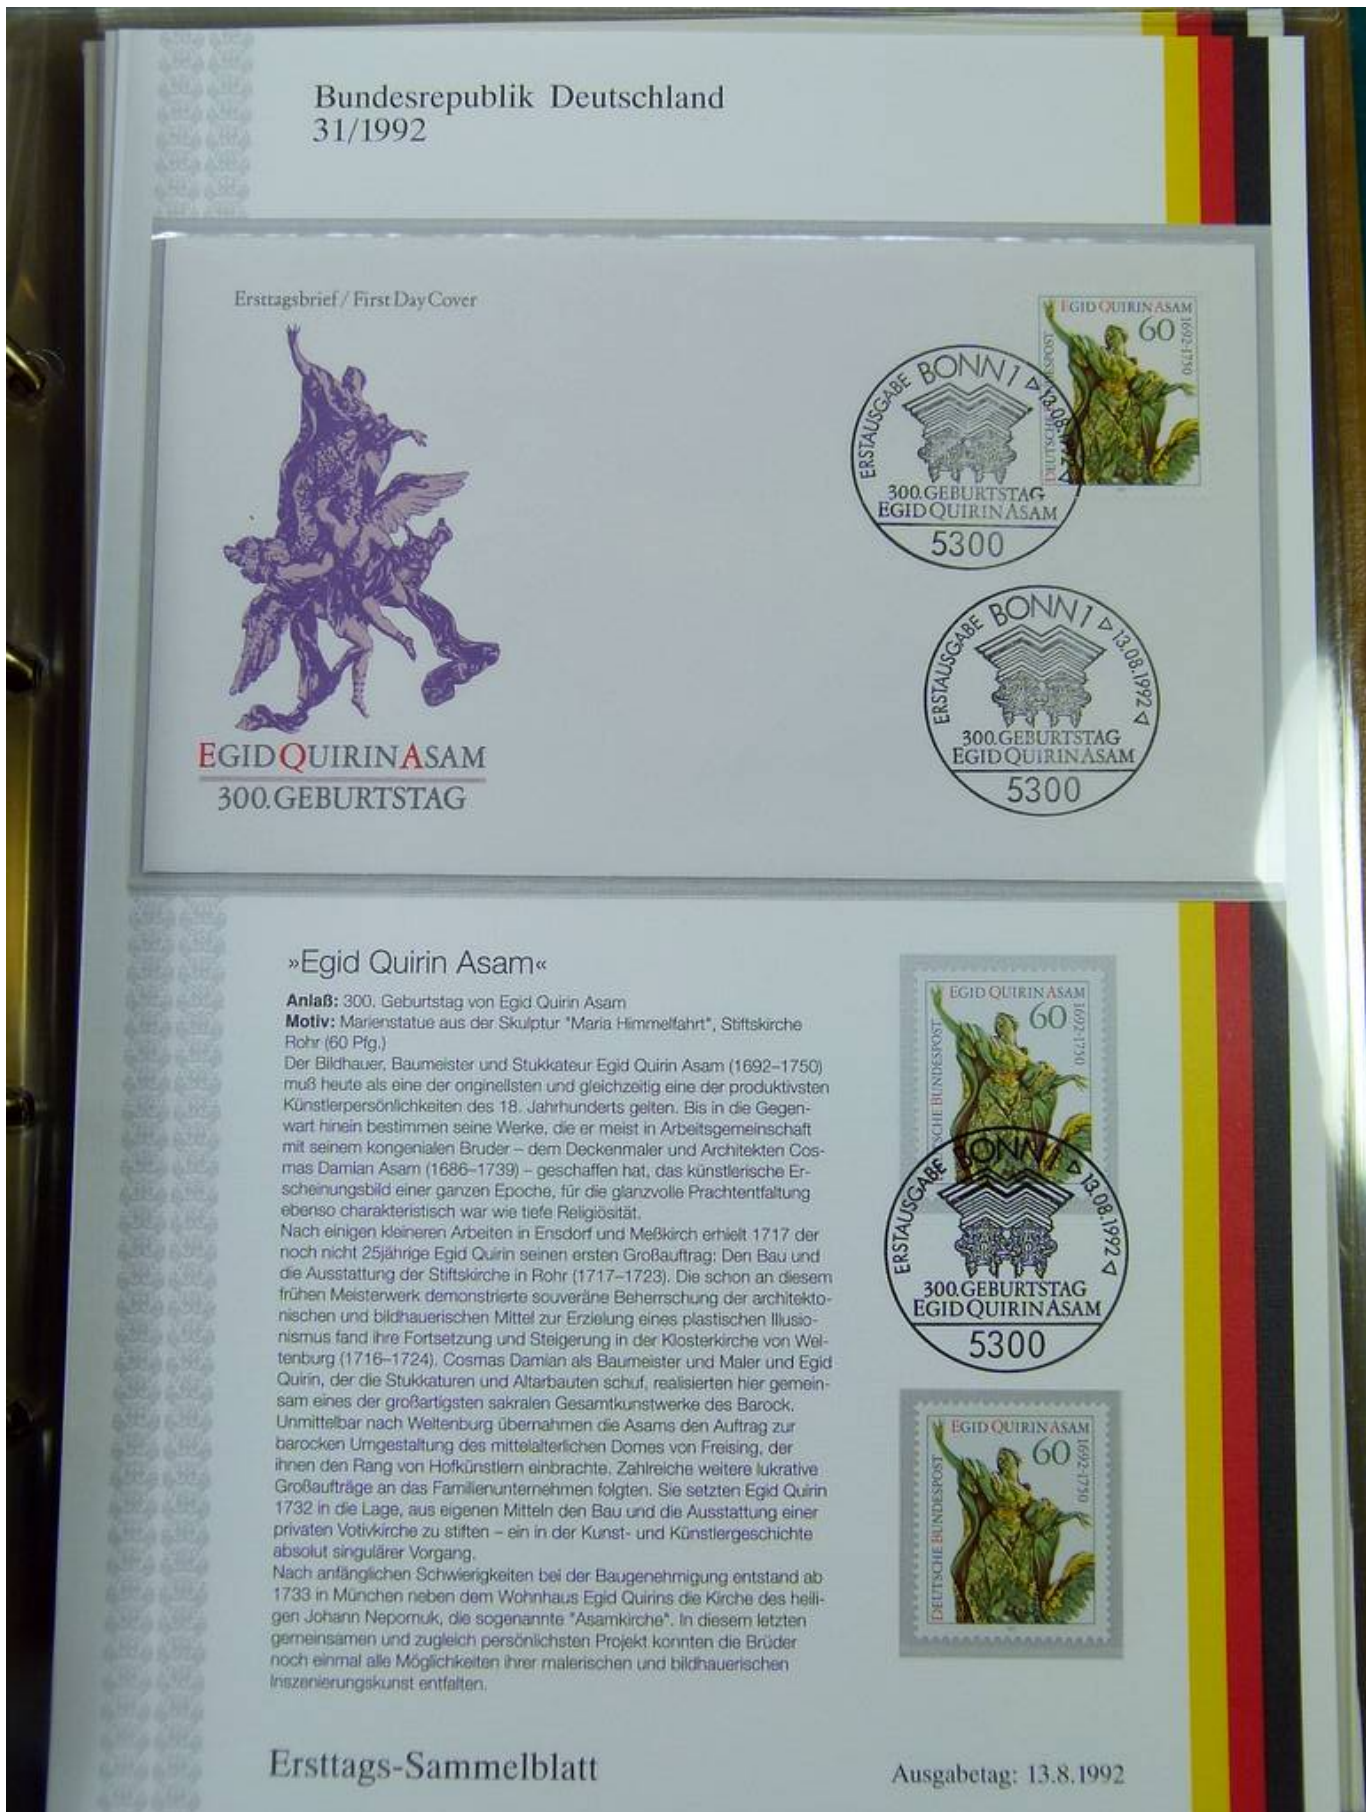 Bundesrepublik Deutschland
31/1992
Ersttagsbrief / First Day Cover
EGID QUIRIN ASAM
60
1692-1750
DEUTSCHE BUNDESPOST
ERSTAUSGABE BONN 1 13.08.1992
300. GEBURTSTAG
EGID QUIRIN ASAM
5300
ERSTAUSGABE BONN 1 13.08.1992
300. GEBURTSTAG
EGID QUIRIN ASAM
5300
EGID QUIRIN ASAM
300. GEBURTSTAG
»Egid Quirin Asam«
Anlaß: 300. Geburtstag von Egid Quirin Asam
Motiv: Marienstatue aus der Skulptur "Maria Himmelfahrt", Stiftskirche
Rohr (60 Pfg.)
Der Bildhauer, Baumeister und Stukkateur Egid Quirin Asam (1692–1750)
muß heute als eine der originellsten und gleichzeitig eine der produktivsten
Künstlerpersönlichkeiten des 18. Jahrhunderts gelten. Bis in die Gegen-
wart hinein bestimmen seine Werke, die er meist in Arbeitsgemeinschaft
mit seinem kongenialen Bruder – dem Deckenmaler und Architekten Cos-
mas Damian Asam (1686–1739) – geschaffen hat, das künstlerische Er-
scheinungsbild einer ganzen Epoche, für die glanzvolle Prachtentfaltung
ebenso charakteristisch war wie tiefe Religiösität.
Nach einigen kleineren Arbeiten in Ensdorf und Meßkirch erhielt 1717 der
noch nicht 25jährige Egid Quirin seinen ersten Großauftrag: Den Bau und
die Ausstattung der Stiftskirche in Rohr (1717–1723). Die schon an diesem
frühen Meisterwerk demonstrierte souveräne Beherrschung der architekto-
nischen und bildhauerischen Mittel zur Erzielung eines plastischen Illusio-
nismus fand ihre Fortsetzung und Steigerung in der Klosterkirche von Wel-
tenburg (1716–1724). Cosmas Damian als Baumeister und Maler und Egid
Quirin, der die Stukkaturen und Altarbauten schuf, realisierten hier gemein-
sam eines der großartigsten sakralen Gesamtkunstwerke des Barock.
Unmittelbar nach Weltenburg übernahmen die Asams den Auftrag zur
barocken Umgestaltung des mittelalterlichen Domes von Freising, der
ihnen den Rang von Hofkünstlern einbrachte. Zahlreiche weitere lukrative
Großaufträge an das Familienunternehmen folgten. Sie setzten Egid Quirin
1732 in die Lage, aus eigenen Mitteln den Bau und die Ausstattung einer
privaten Votivkirche zu stiften – ein in der Kunst- und Künstlergeschichte
absolut singulärer Vorgang.
Nach anfänglichen Schwierigkeiten bei der Baugenehmigung entstand ab
1733 in München neben dem Wohnhaus Egid Quirins die Kirche des heili-
gen Johann Nepomuk, die sogenannte "Asamkirche". In diesem letzten
gemeinsamen und zugleich persönlichsten Projekt konnten die Brüder
noch einmal alle Möglichkeiten ihrer malerischen und bildhauerischen
Inszenierungskunst entfalten.
EGID QUIRIN ASAM
60
1692-1750
DEUTSCHE BUNDESPOST
ERSTAUSGABE BONN 1 13.08.1992
300. GEBURTSTAG
EGID QUIRIN ASAM
5300
EGID QUIRIN ASAM
60
1692-1750
DEUTSCHE BUNDESPOST
Ersttags-Sammelblatt
Ausgabetag: 13.8.1992